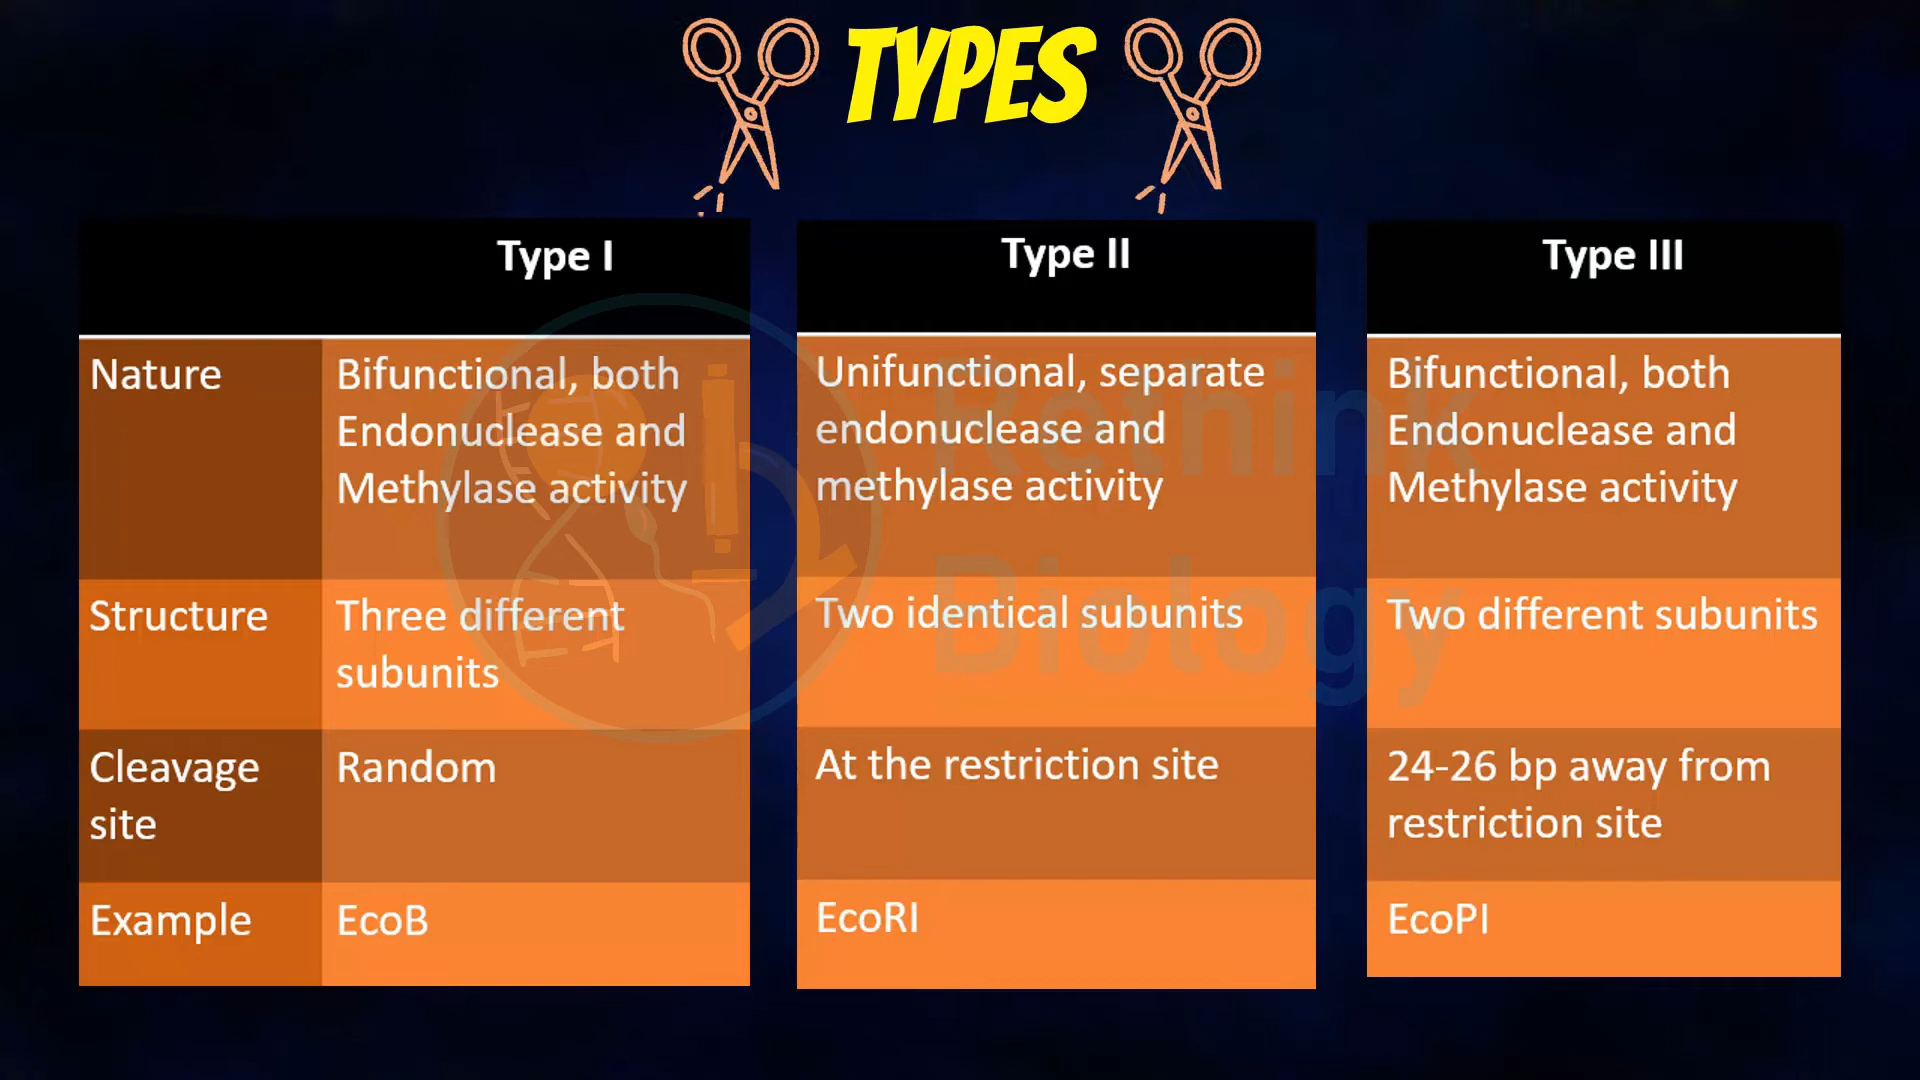 TYPES
Type I
Type II
Type III
Nature
Bifunctional, both
Endonuclease and
Methylase activity
Unifunctional, separate
endonuclease and
methylase activity
Bifunctional, both
Endonuclease and
Methylase activity
Structure
Three different
subunits
Two identical subunits
Two different subunits
Cleavage
site
Random
At the restriction site
24-26 bp away from
restriction site
Example
EcoB
EcoRI
EcoPI
Rethink
Biology